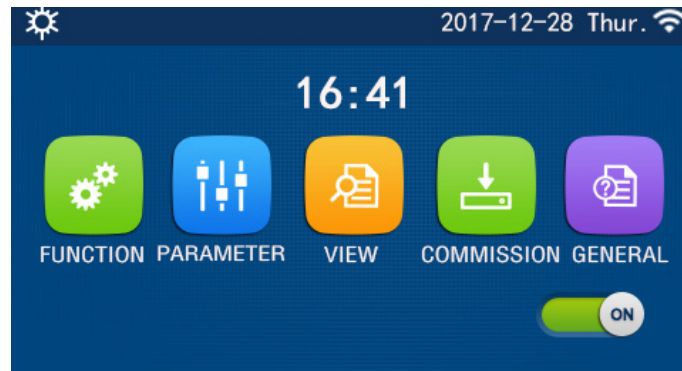 2017-12-28 Thur.
16:41
FUNCTION PARAMETER VIEW COMMISSION GENERAL
ON